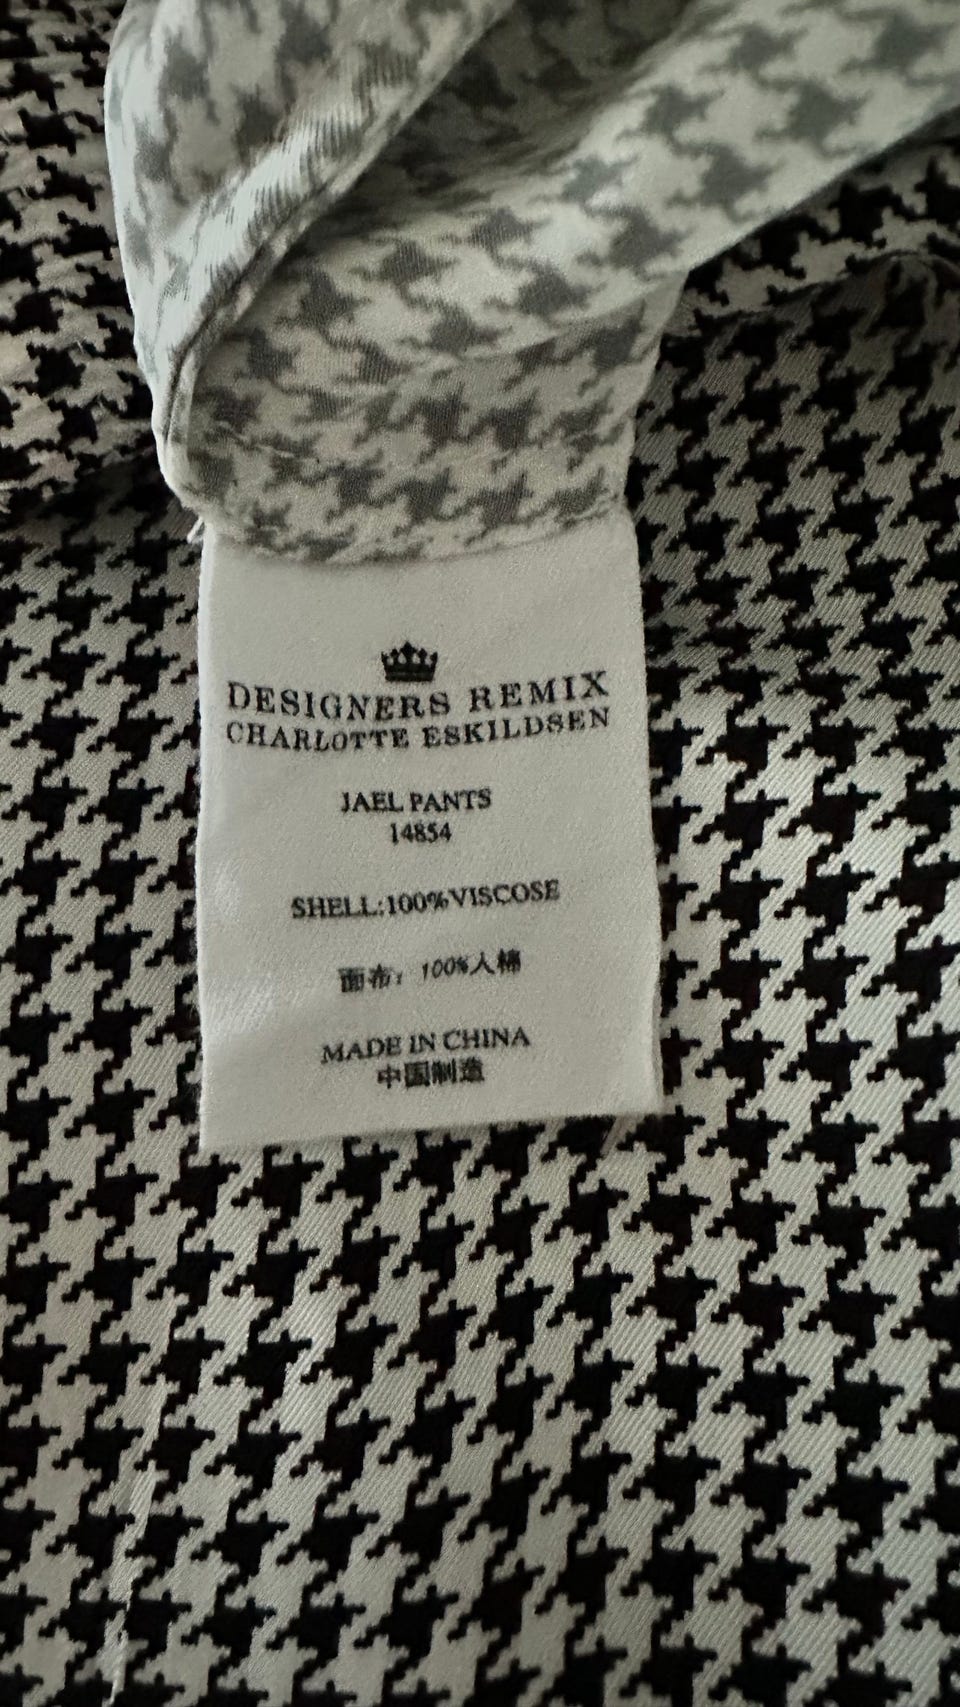 DESIGNERS REMIX
CHARLOTTE ESKILDSEN
JAEL PANTS
14854
SHELL:100%VISCOSE
面布：100%人棉
MADE IN CHINA
中国制造